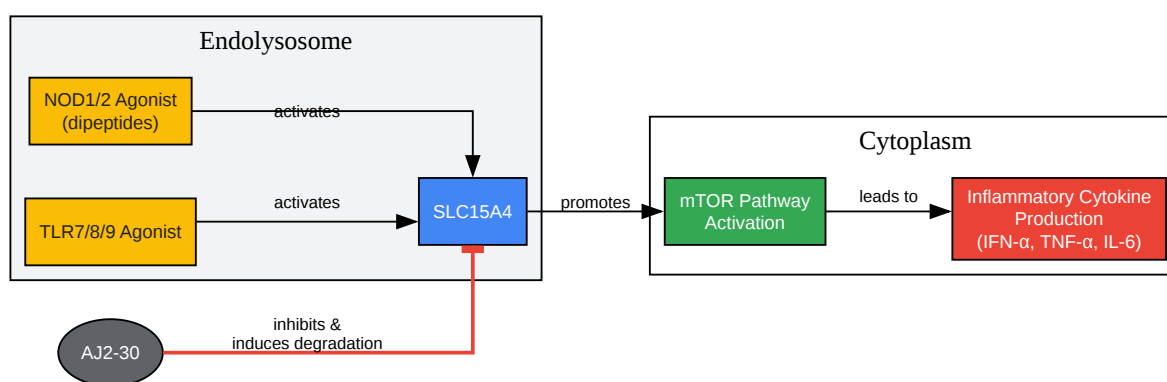 Endolysosome
NOD1/2 Agonist
(dipeptides)
activates
TLR7/8/9 Agonist
activates
SLC15A4
promotes
Cytoplasm
mTOR Pathway
Activation
leads to
Inflammatory Cytokine
Production
(IFN-α, TNF-α, IL-6)
AJ2-30
inhibits &
induces degradation